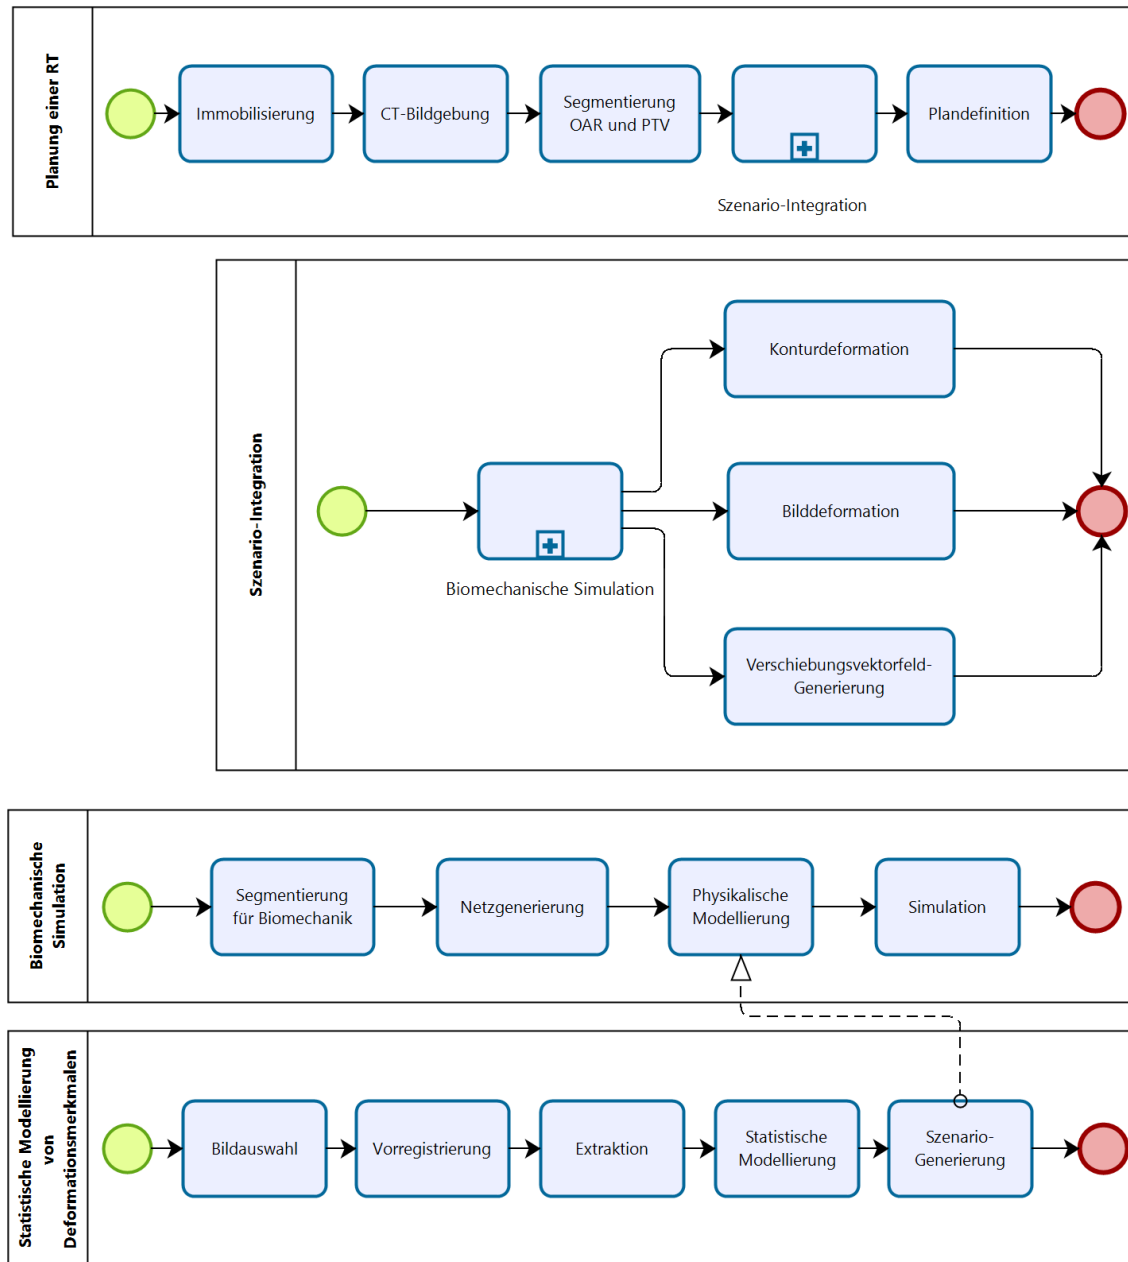 Planung einer RT
Immobilisierung
CT-Bildgebung
Segmentierung
OAR und PTV
Plandefinition
Szenario-Integration
Szenario-Integration
Konturdeformation
Bilddeformation
Biomechanische Simulation
Verschiebungsvektorfeld-
Generierung
Biomechanische
Simulation
Segmentierung
für Biomechanik
Netzgenerierung
Physikalische
Modellierung
Simulation
Statistische Modellierung
von
Deformationsmerkmalen
Bildauswahl
Vorregistrierung
Extraktion
Statistische
Modellierung
Szenario-
Generierung